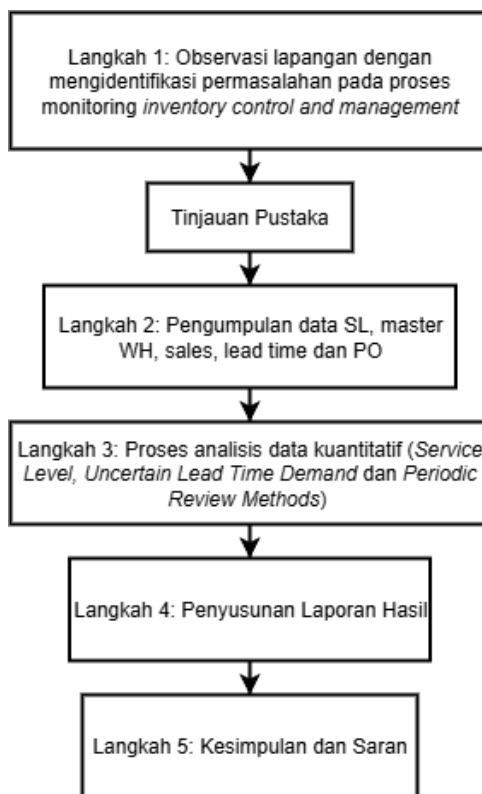 Langkah 1: Observasi lapangan dengan
mengidentifikasi permasalahan pada proses
monitoring inventory control and management
Tinjauan Pustaka
Langkah 2: Pengumpulan data SL, master
WH, sales, lead time dan PO
Langkah 3: Proses analisis data kuantitatif (Service
Level, Uncertain Lead Time Demand dan Periodic
Review Methods)
Langkah 4: Penyusunan Laporan Hasil
Langkah 5: Kesimpulan dan Saran